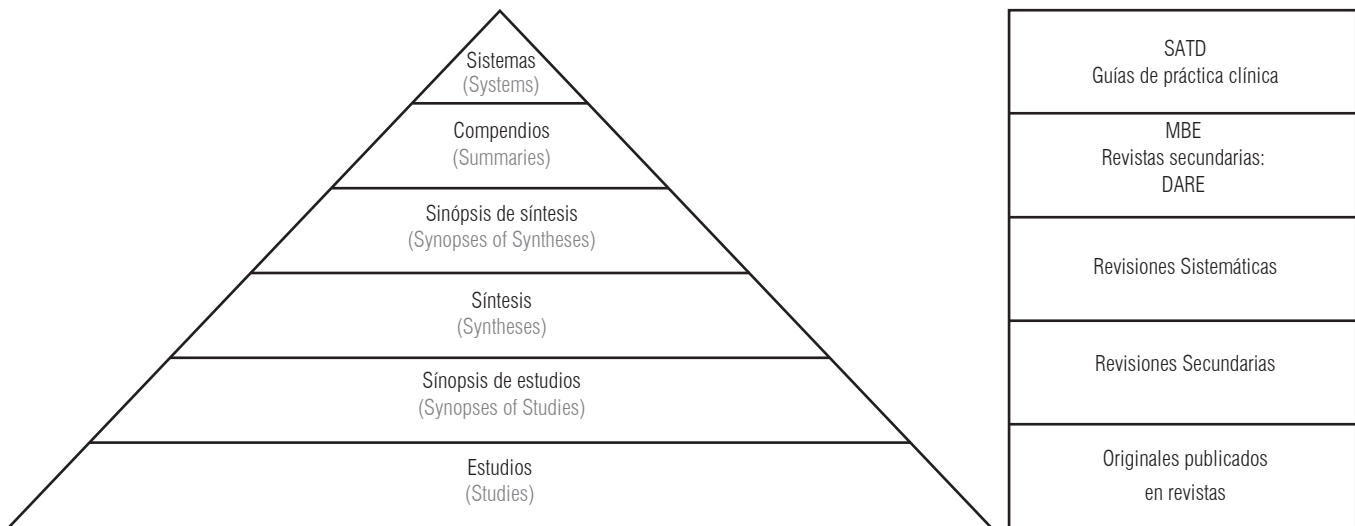 Sistemas
(Systems)
Compendios
(Summaries)
Sinópsis de síntesis
(Synopses of Syntheses)
Síntesis
(Syntheses)
Sínopsis de estudios
(Synopses of Studies)
Estudios
(Studies)
SATD
Guías de práctica clínica
MBE
Revistas secundarias:
DARE
Revisiones Sistemáticas
Revisiones Secundarias
Originales publicados
en revistas